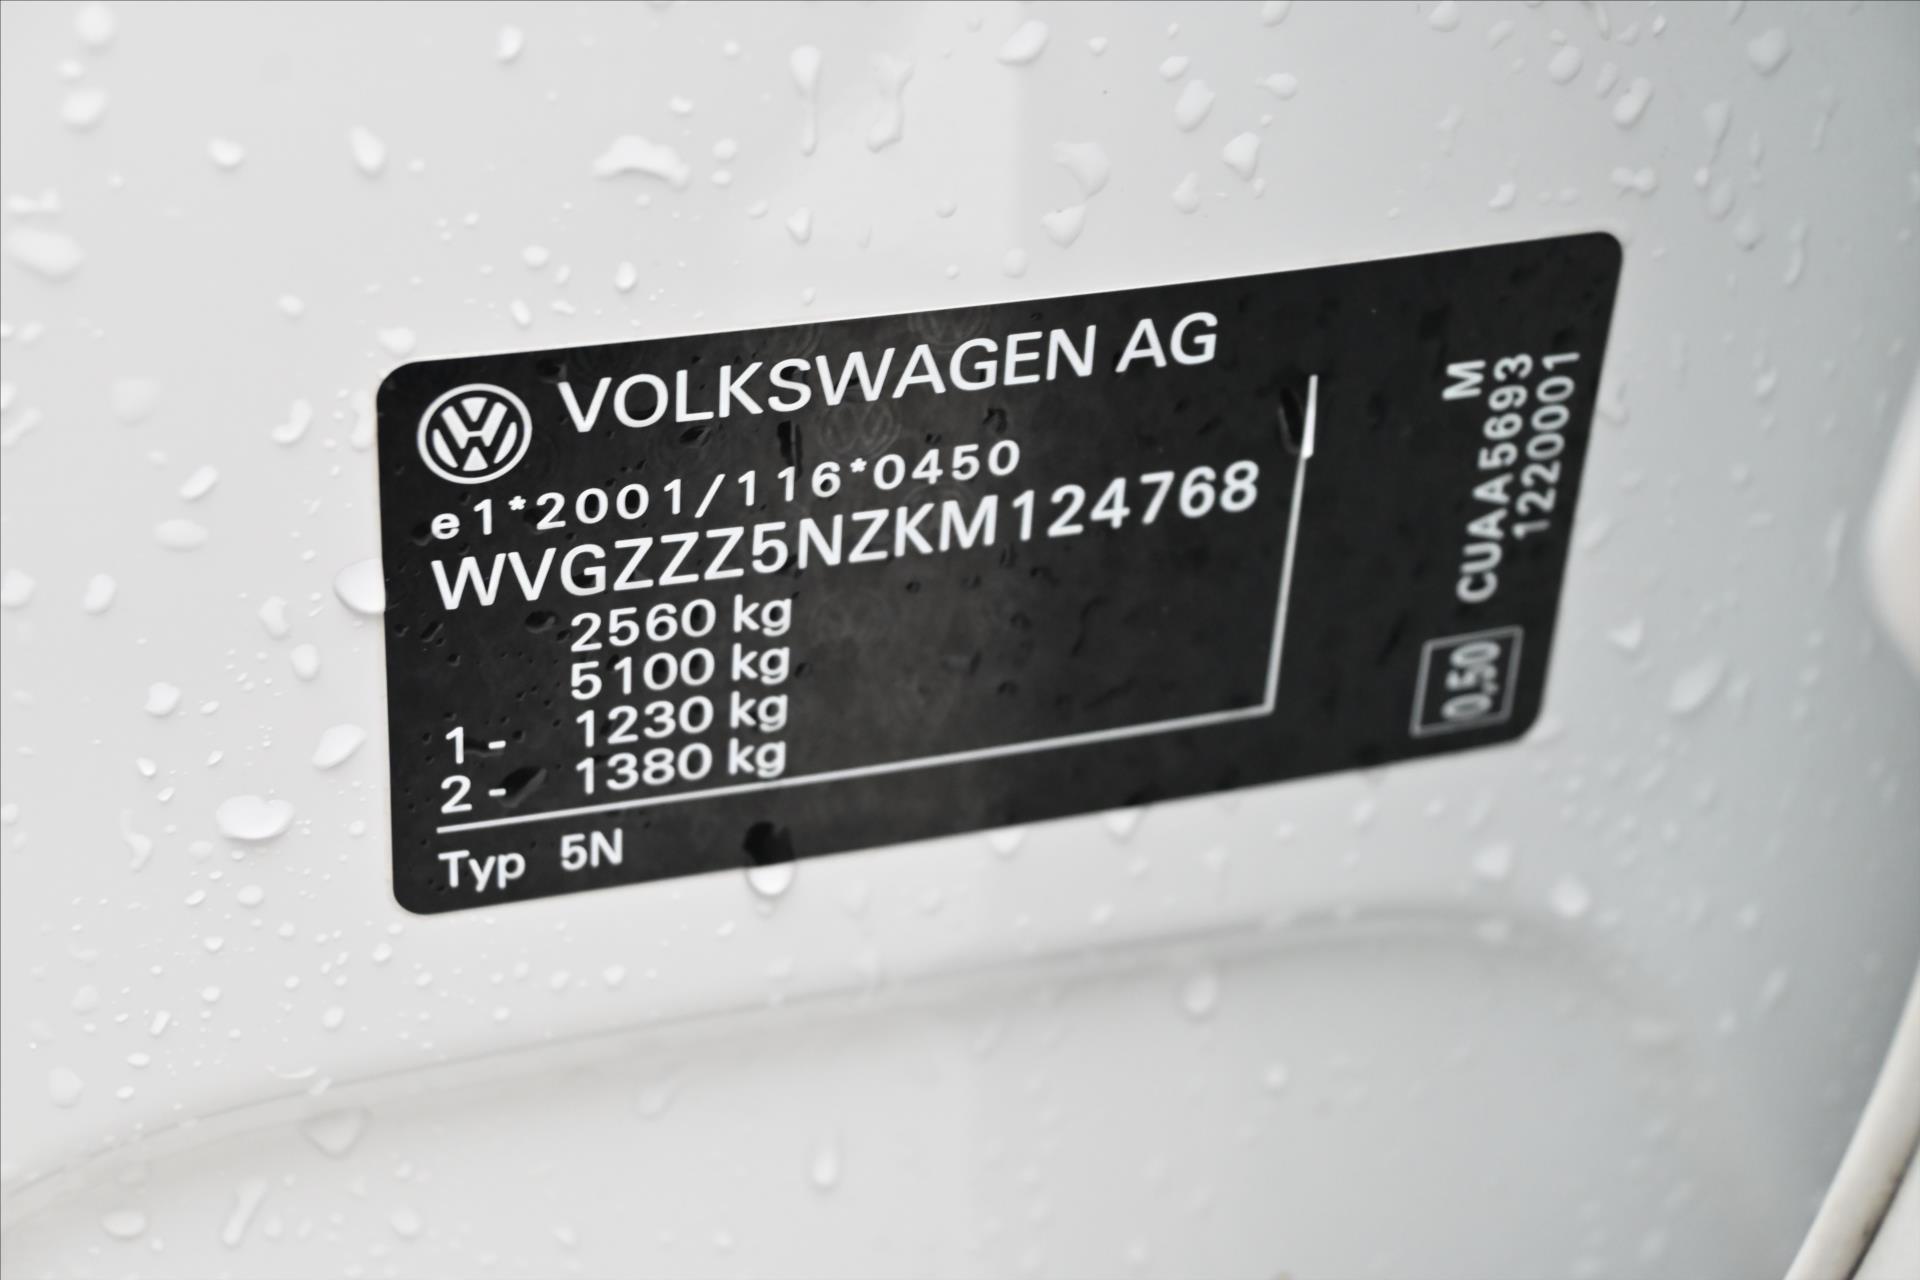 VOLKSWAGEN AG
e1*2001/116*0450
WVGZZZ5NZKM124768
2560 kg
5100 kg
1 - 1230 kg
2 - 1380 kg
Typ 5N
M
CUAA5693
1220001
0,50